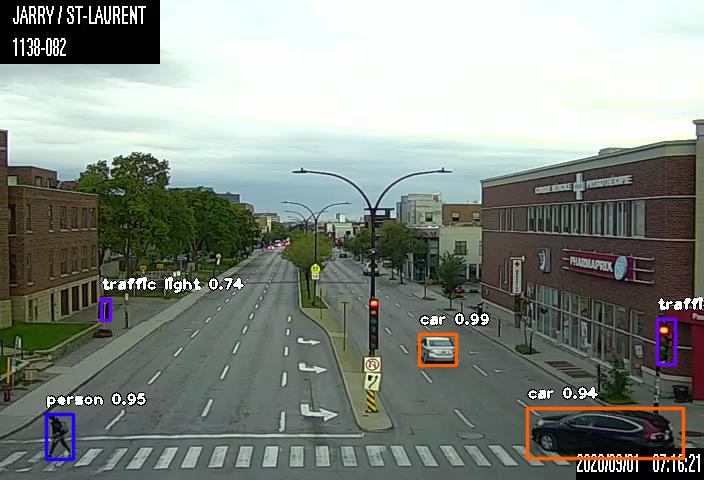 JARRY / ST-LAURENT
1138-082
traffic light 0.74
traffi
car 0.99
PHARMAPRIX
car 0.94
person 0.95
2020/09/01 07:16:21